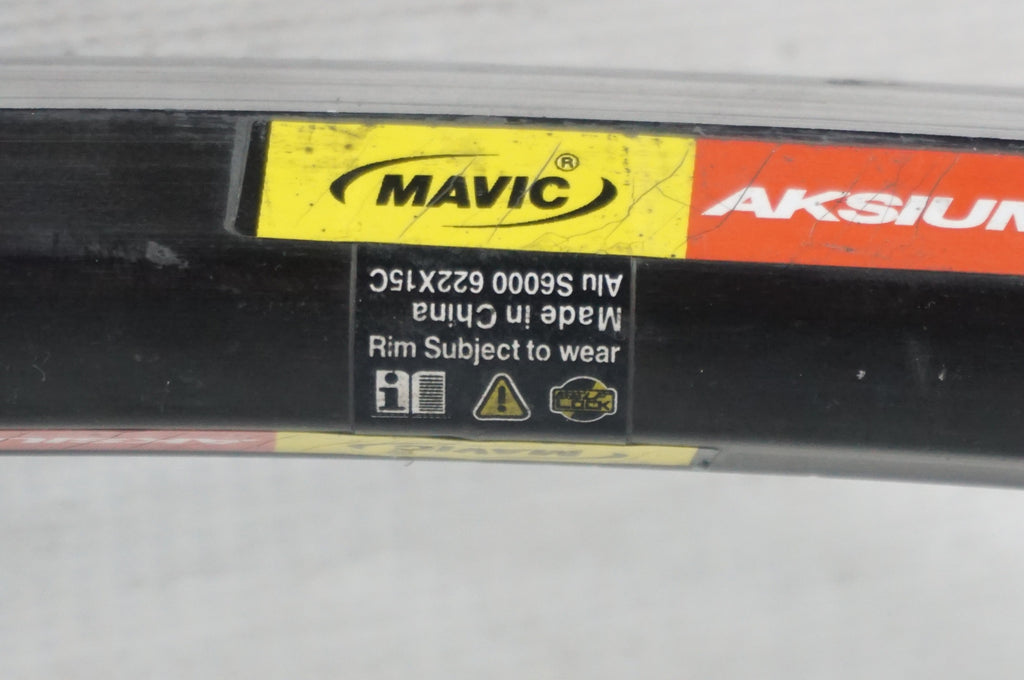 MAVIC®
AKSIUM
Alu S6000 622X15C
Made in China
Rim Subject to wear